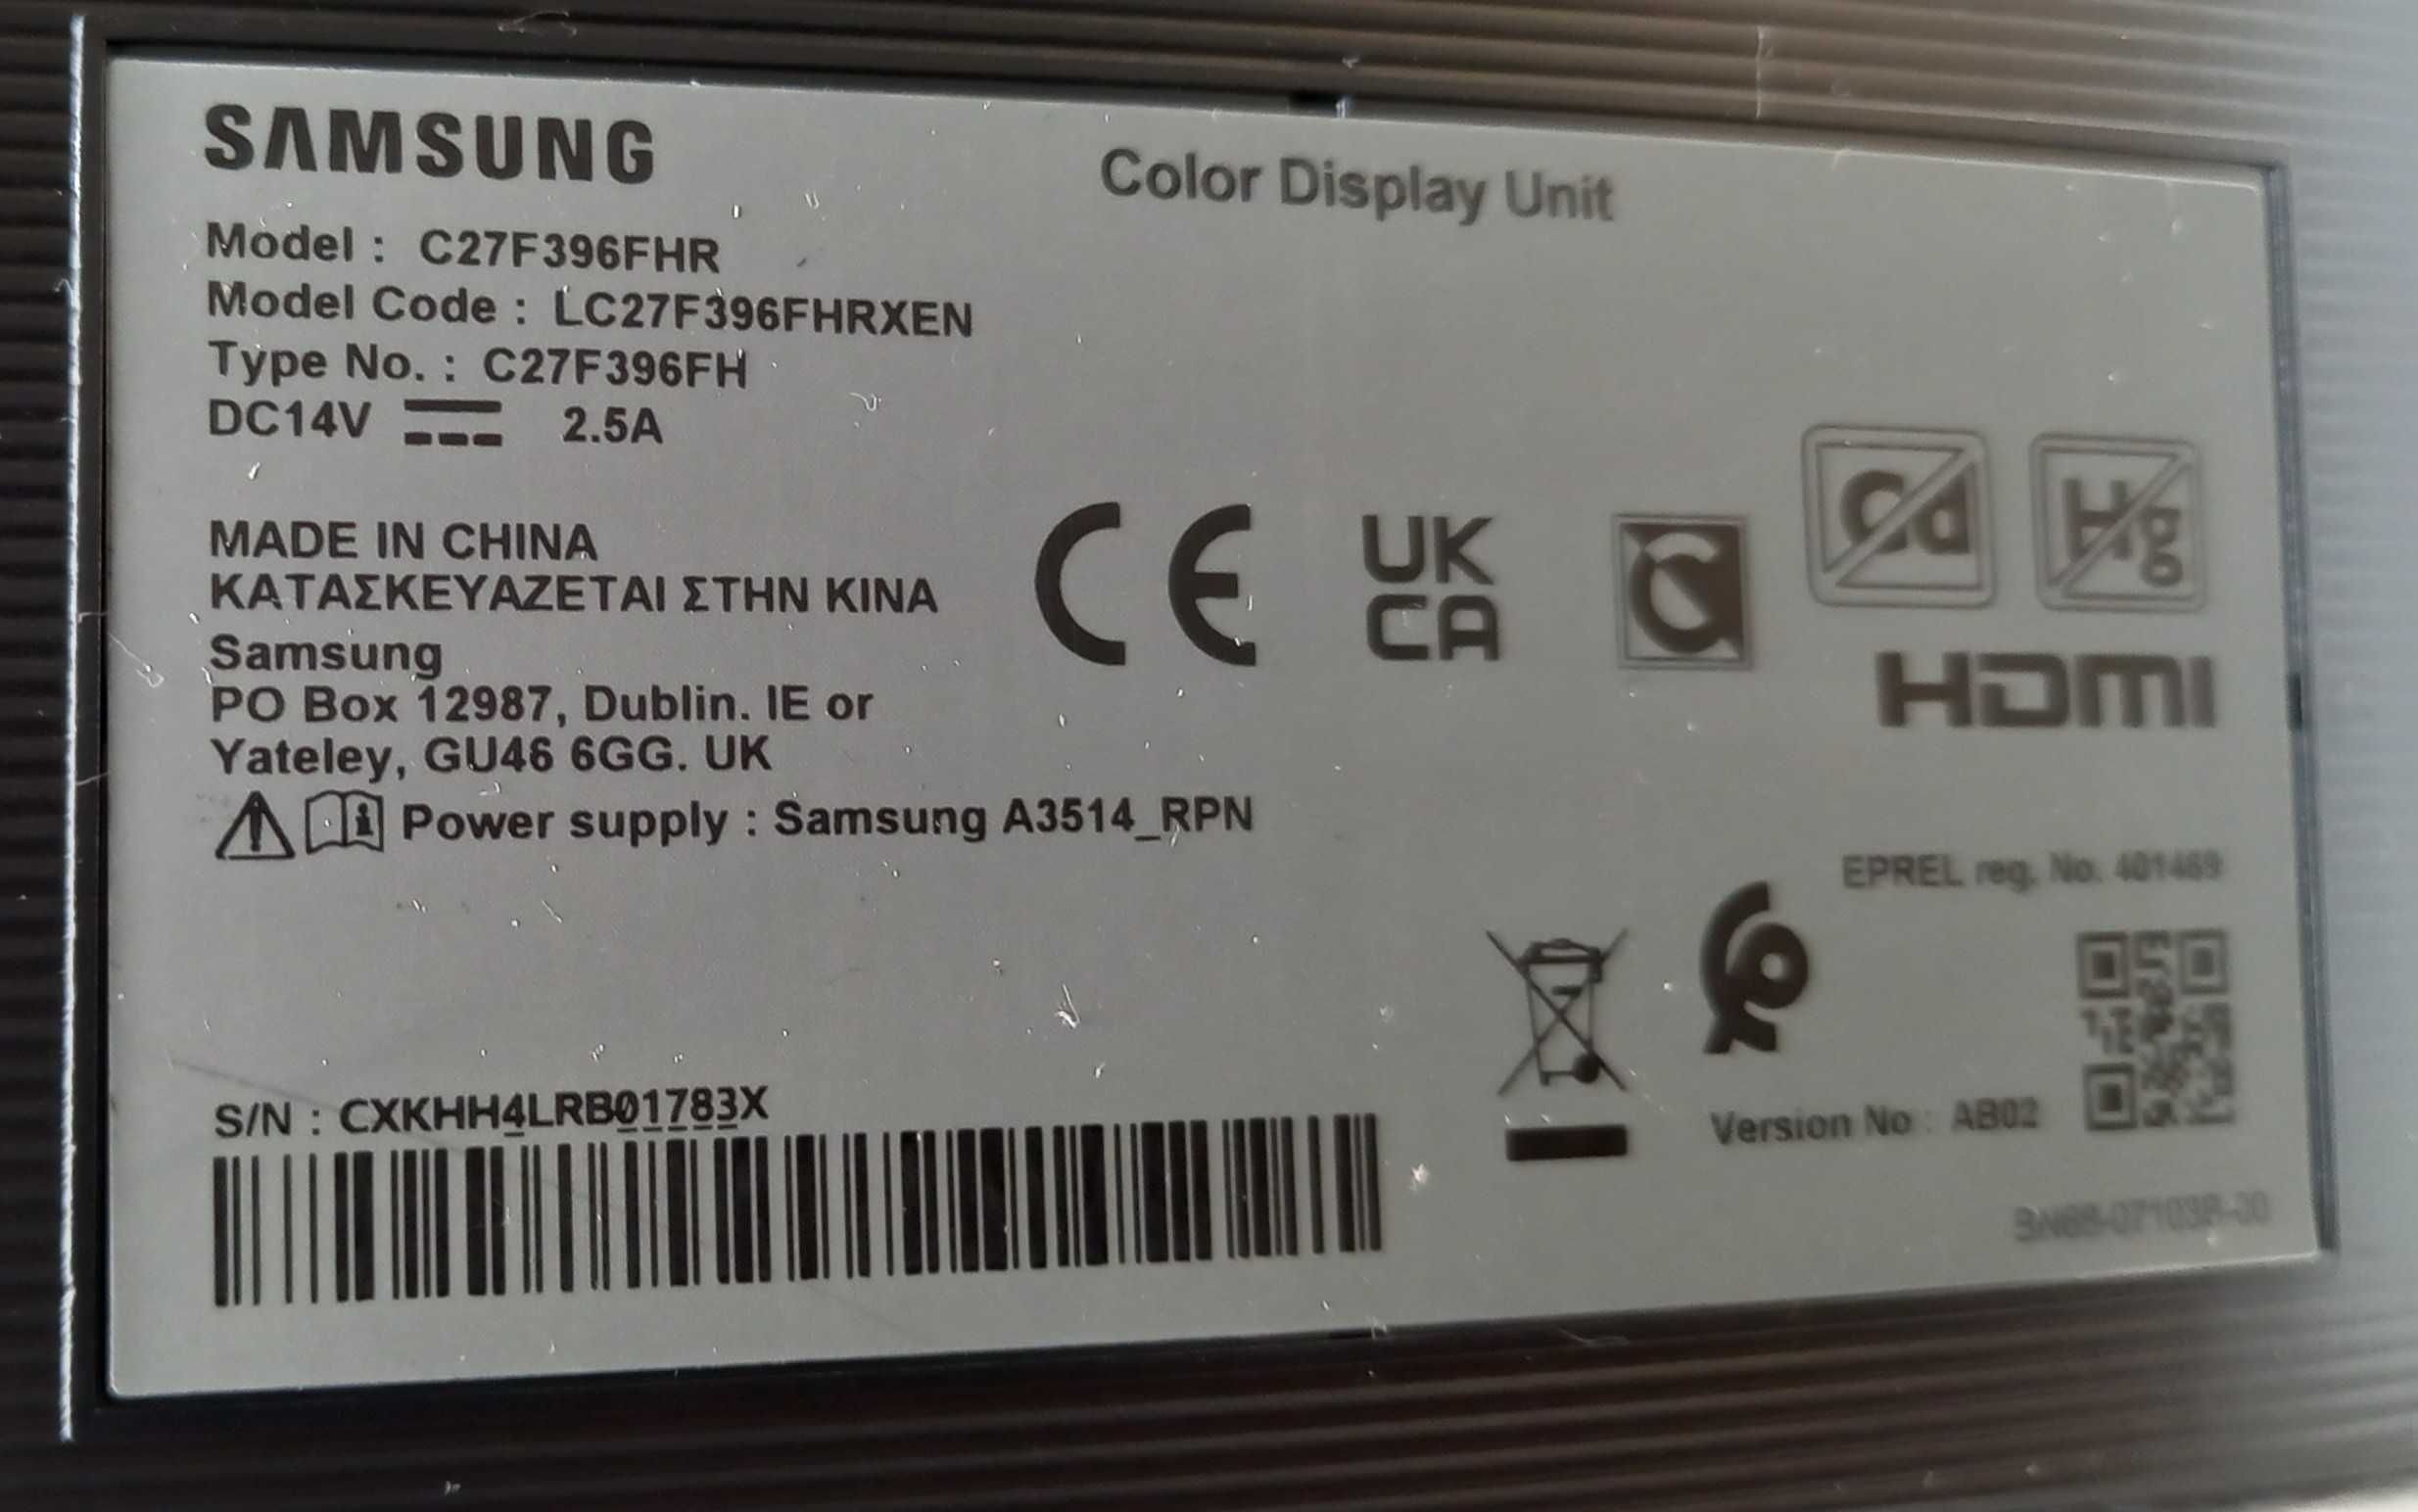 SAMSUNG
Color Display Unit
Model : C27F396FHR
Model Code : LC27F396FHRXEN
Type No. : C27F396FH
DC14V 2.5A
MADE IN CHINA
ΚΑΤΑΣΚΕΥΑΖΕΤΑΙ ΣΤΗΝ ΚΙΝΑ
Samsung
PO Box 12987, Dublin. IE or
Yateley, GU46 6GG. UK
Power supply : Samsung A3514_RPN
CE
UK
CA
Cd
Hg
HDMI
EPREL reg. No. 401469
S/N : CXKHH4LRB01783X
Version No : AB02